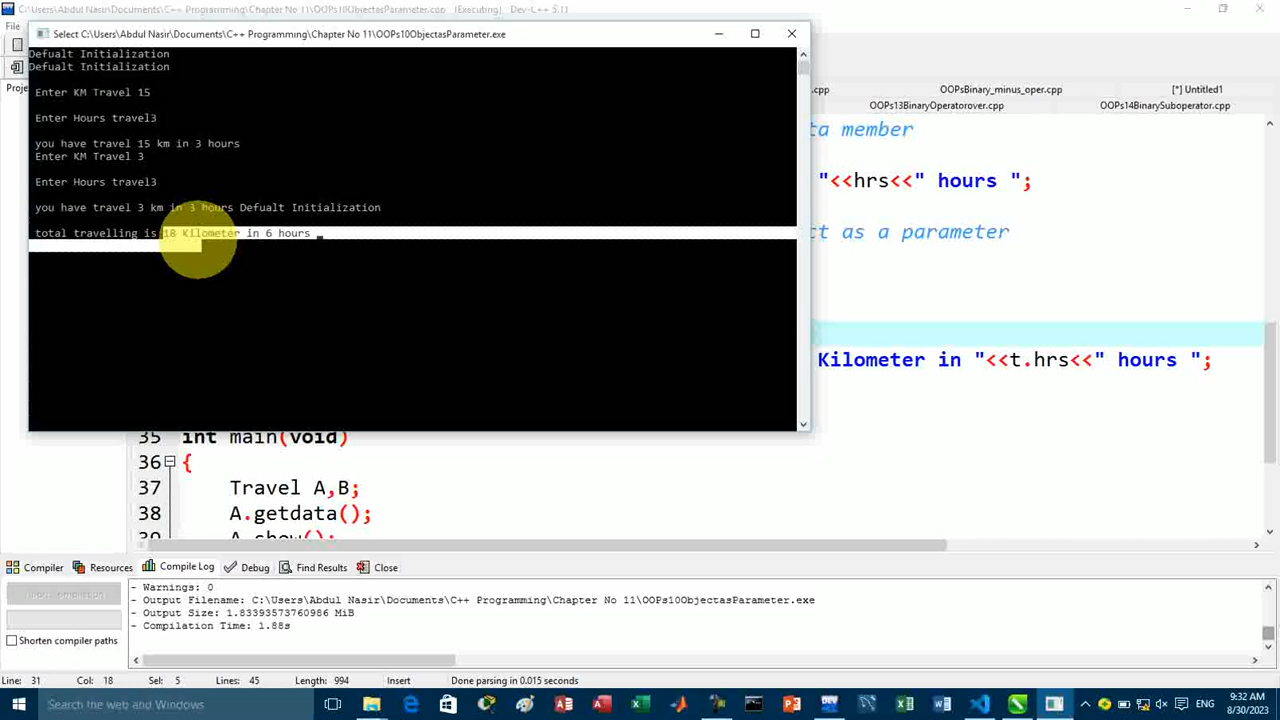 C:\Users\Abdul Nasir\Documents\C++ Programming\Chapter No 11\OOPs10ObjectasParameter.cpp - [Executing] - Dev-C++ 5.11
File
Select C:\Users\Abdul Nasir\Documents\C++ Programming\Chapter No 11\OOPs10ObjectasParameter.exe
Defualt Initialization
Defualt Initialization
Enter KM Travel 15
Enter Hours travel3
you have travel 15 km in 3 hours
Enter KM Travel 3
Enter Hours travel3
you have travel 3 km in 3 hours Defualt Initialization
total travelling is 18 Kilometer in 6 hours
Proje
.cpp OOPsBinary_minus_oper.cpp [*] Untitled1
OOPs13BinaryOperatorover.cpp OOPs14BinarySuboperator.cpp
ta member
"<<hrs<<" hours ";
ct as a parameter
Kilometer in "<<t.hrs<<" hours ";
35 int main(void)
36 {
37 Travel A,B;
38 A.getdata();
39 A.show();
Compiler Resources Compile Log Debug Find Results Close
- Warnings: 0
- Output Filename: C:\Users\Abdul Nasir\Documents\C++ Programming\Chapter No 11\OOPs10ObjectasParameter.exe
- Output Size: 1.83393573760986 MiB
- Compilation Time: 1.88s
Shorten compiler paths
Line: 31 Col: 18 Sel: 5 Lines: 45 Length: 994 Insert Done parsing in 0.015 seconds
Search the Web and Windows
ENG
9:32 AM
8/30/2023